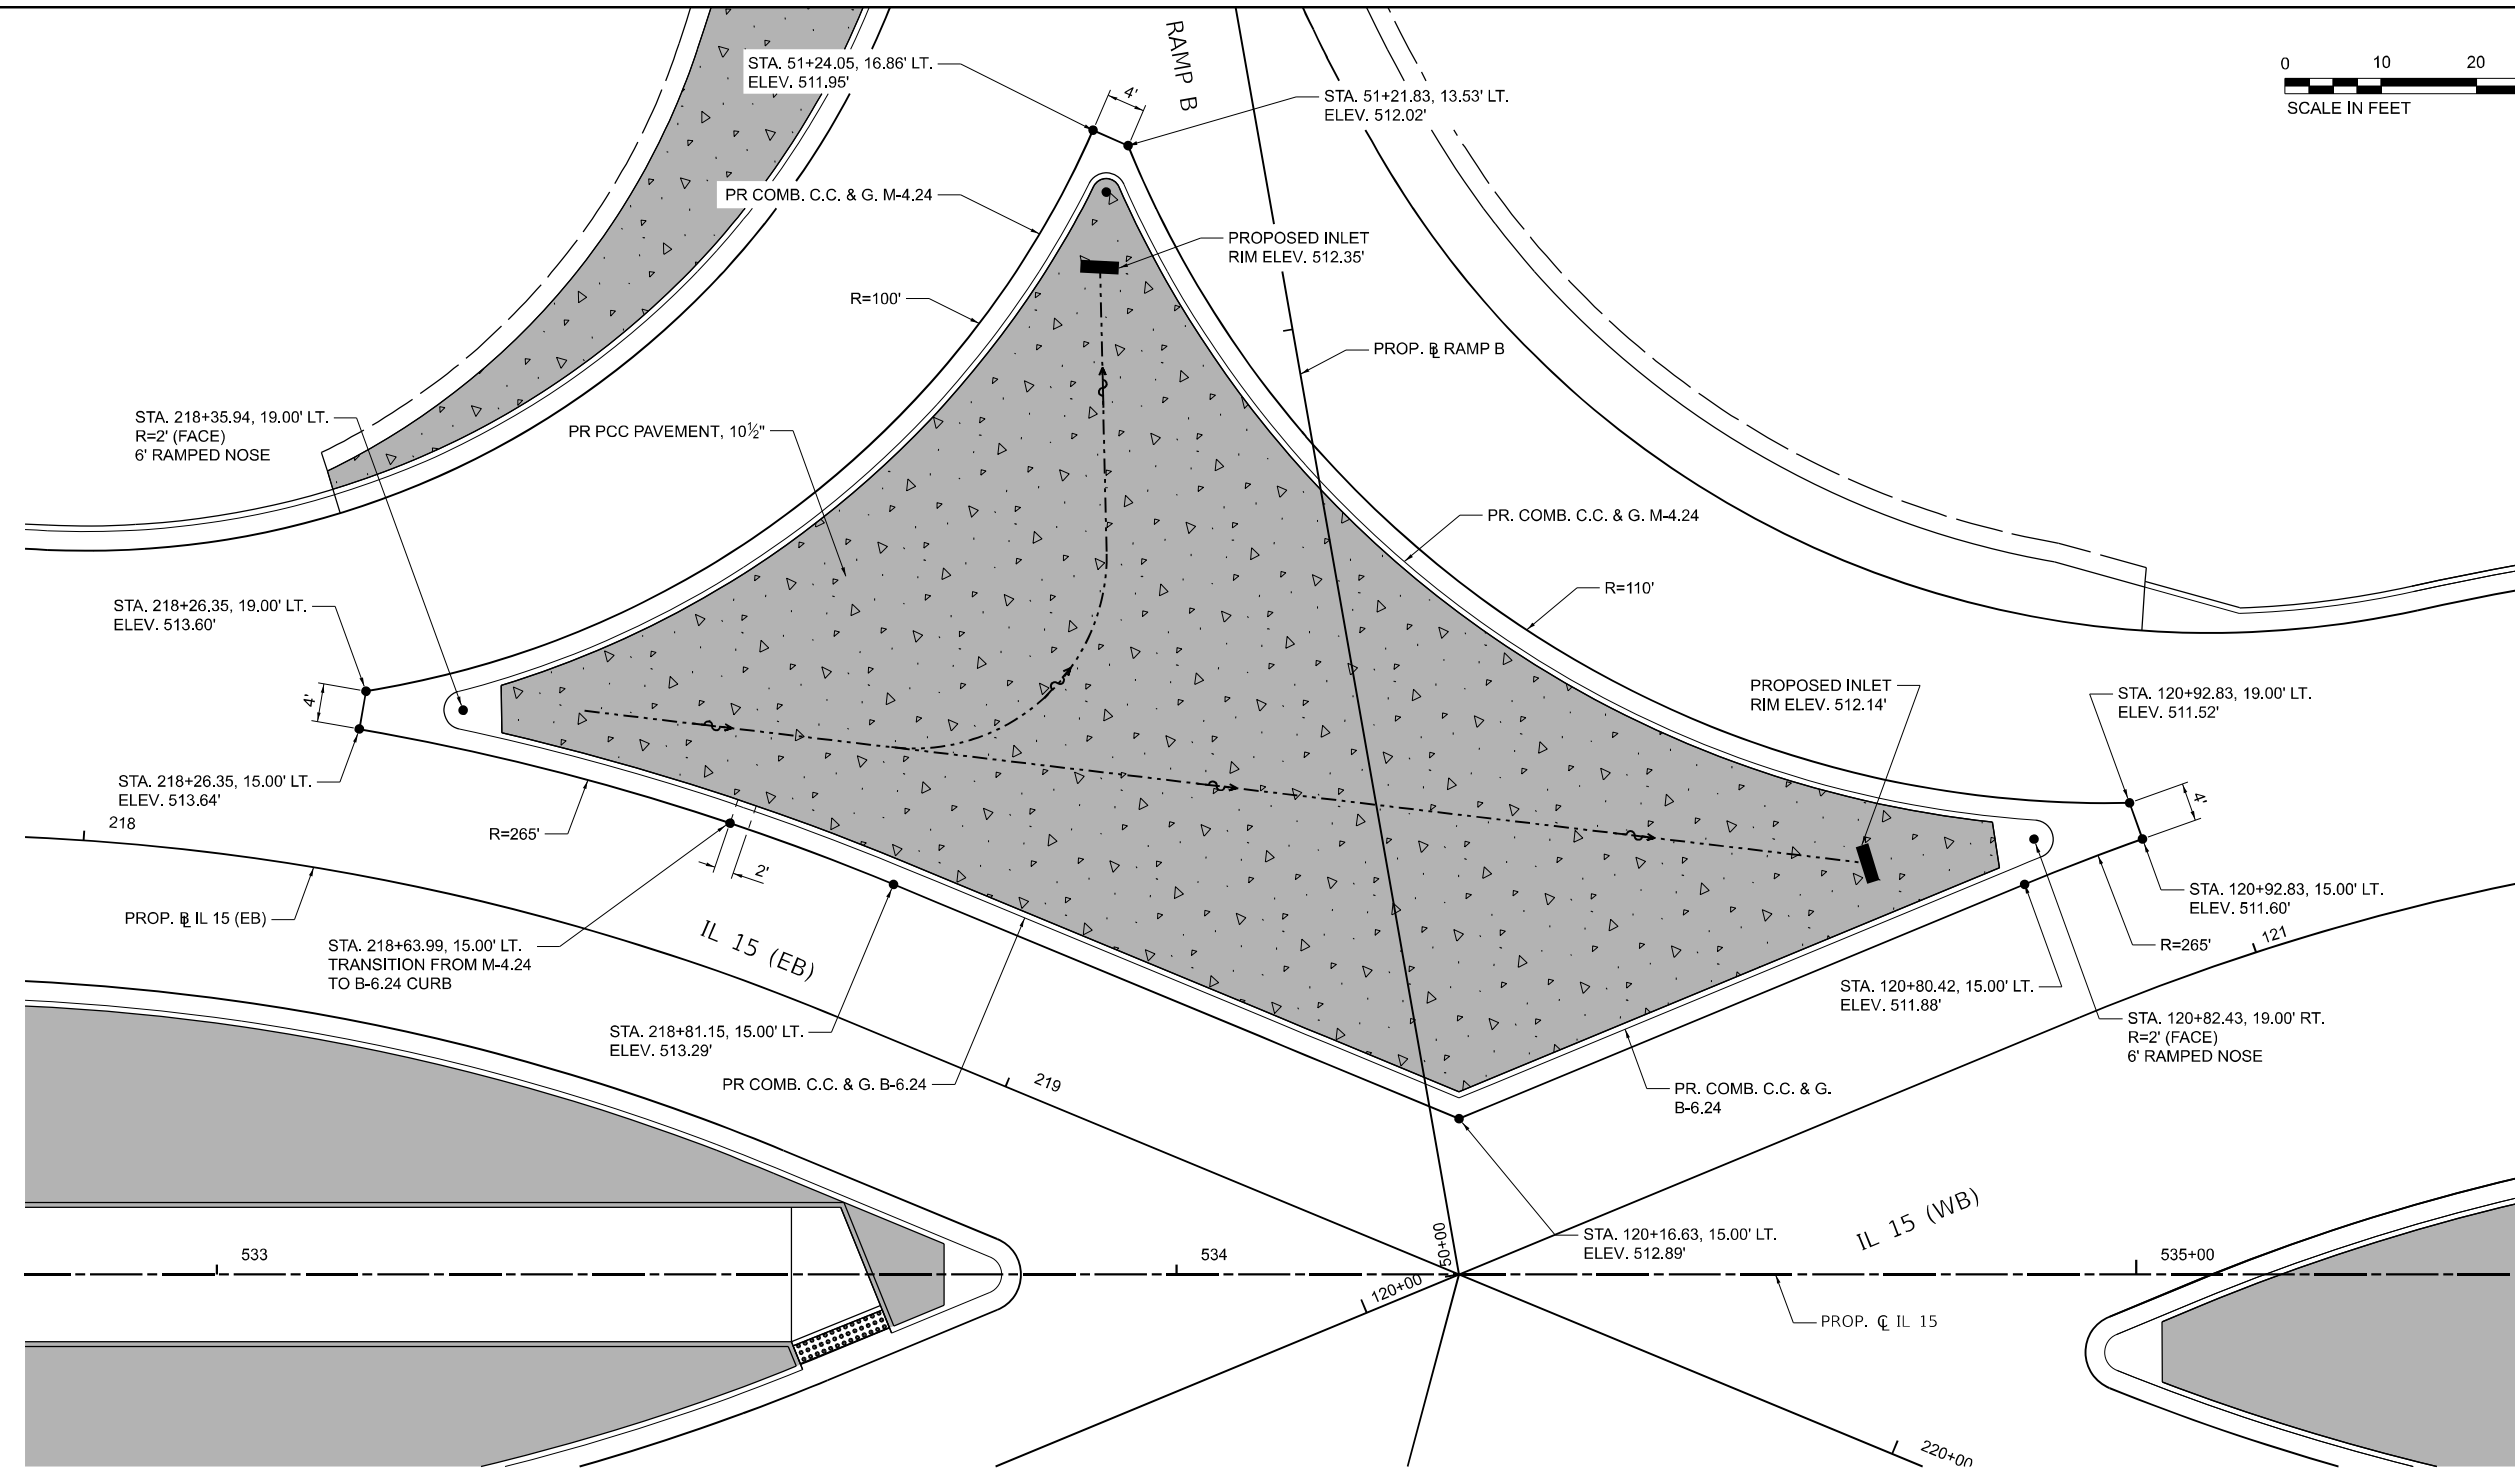 RAMP B
0 10 20
SCALE IN FEET
STA. 51+24.05, 16.86' LT.
ELEV. 511.95'
4'
STA. 51+21.83, 13.53' LT.
ELEV. 512.02'
PR COMB. C.C. & G. M-4.24
PROPOSED INLET
RIM ELEV. 512.35'
R=100'
PROP. ⅊ RAMP B
STA. 218+35.94, 19.00' LT.
R=2' (FACE)
6' RAMPED NOSE
PR PCC PAVEMENT, 10½"
PR. COMB. C.C. & G. M-4.24
R=110'
STA. 218+26.35, 19.00' LT.
ELEV. 513.60'
4'
PROPOSED INLET
RIM ELEV. 512.14'
STA. 120+92.83, 19.00' LT.
ELEV. 511.52'
4'
STA. 218+26.35, 15.00' LT.
ELEV. 513.64'
218
R=265'
2'
STA. 120+92.83, 15.00' LT.
ELEV. 511.60'
PROP. ⅊ IL 15 (EB)
IL 15 (EB)
121
R=265'
STA. 218+63.99, 15.00' LT.
TRANSITION FROM M-4.24
TO B-6.24 CURB
STA. 120+80.42, 15.00' LT.
ELEV. 511.88'
STA. 120+82.43, 19.00' RT.
R=2' (FACE)
6' RAMPED NOSE
STA. 218+81.15, 15.00' LT.
ELEV. 513.29'
219
PR COMB. C.C. & G. B-6.24
PR. COMB. C.C. & G.
B-6.24
IL 15 (WB)
STA. 120+16.63, 15.00' LT.
ELEV. 512.89'
50+00
533
534
535+00
120+00
PROP. ℄ IL 15
220+00